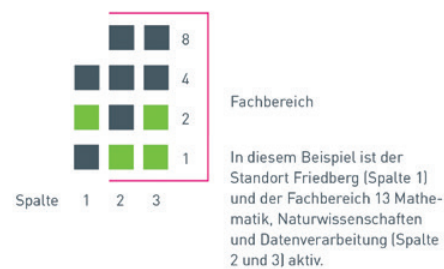 8
4
Fachbereich
2
1
In diesem Beispiel ist der
Standort Friedberg (Spalte 1)
und der Fachbereich 13 Mathe-
matik, Naturwissenschaften
und Datenverarbeitung (Spalte
2 und 3) aktiv.
Spalte 1 2 3